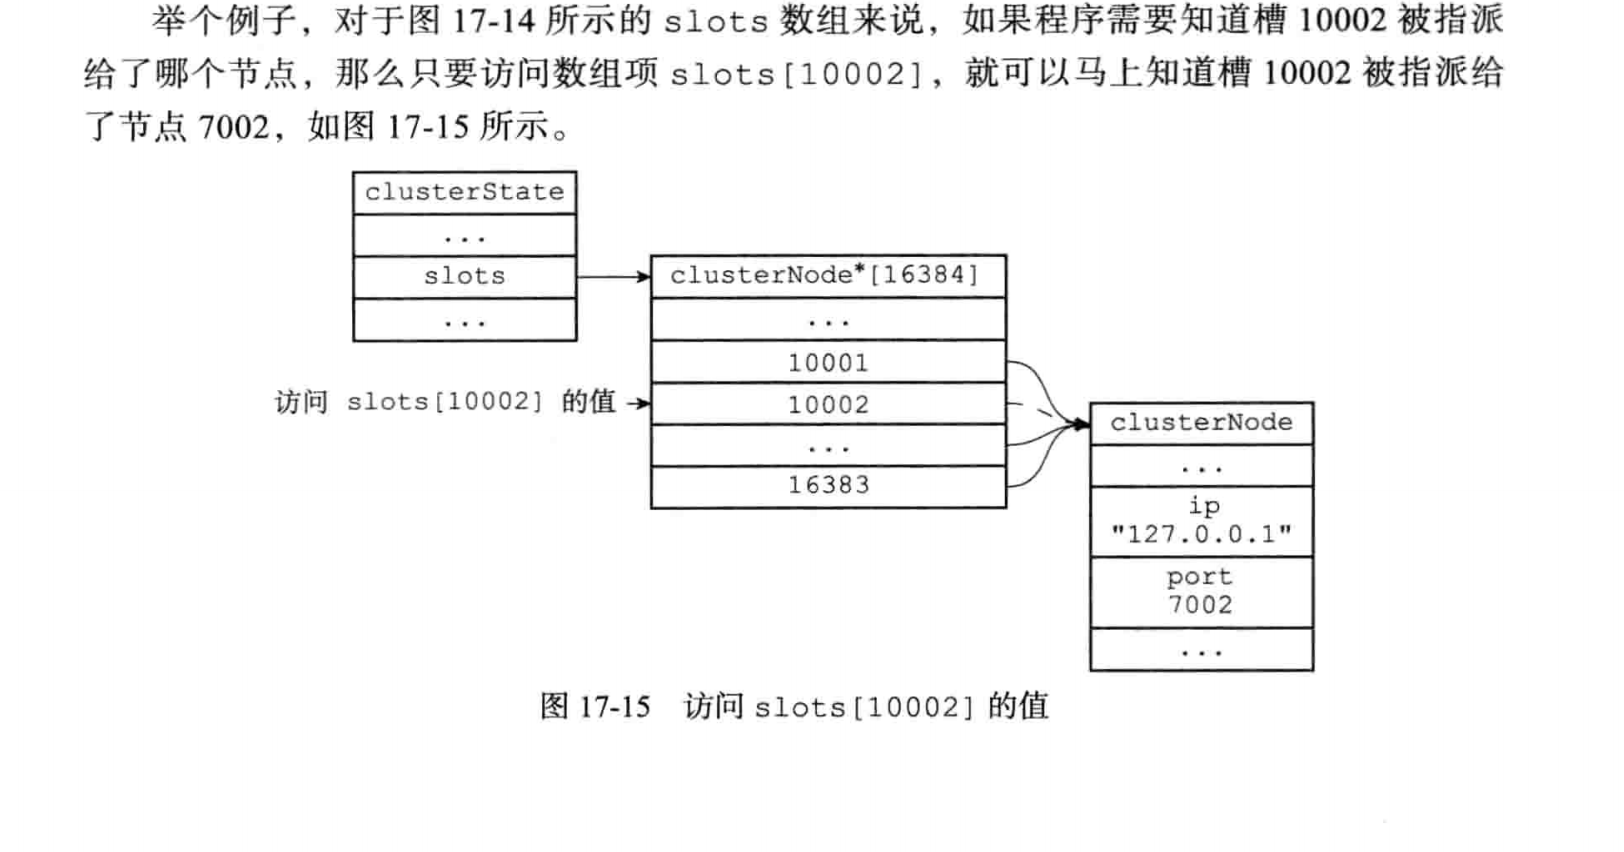 举个例子，对于图 17-14 所示的 slots 数组来说，如果程序需要知道槽 10002 被指派
给了哪个节点，那么只要访问数组项 slots[10002]，就可以马上知道槽 10002 被指派给
了节点 7002，如图 17-15 所示。
clusterState
...
slots
...
clusterNode*[16384]
...
10001
访问 slots[10002] 的值
10002
...
16383
clusterNode
...
ip
"127.0.0.1"
port
7002
...
图 17-15 访问 slots[10002] 的值